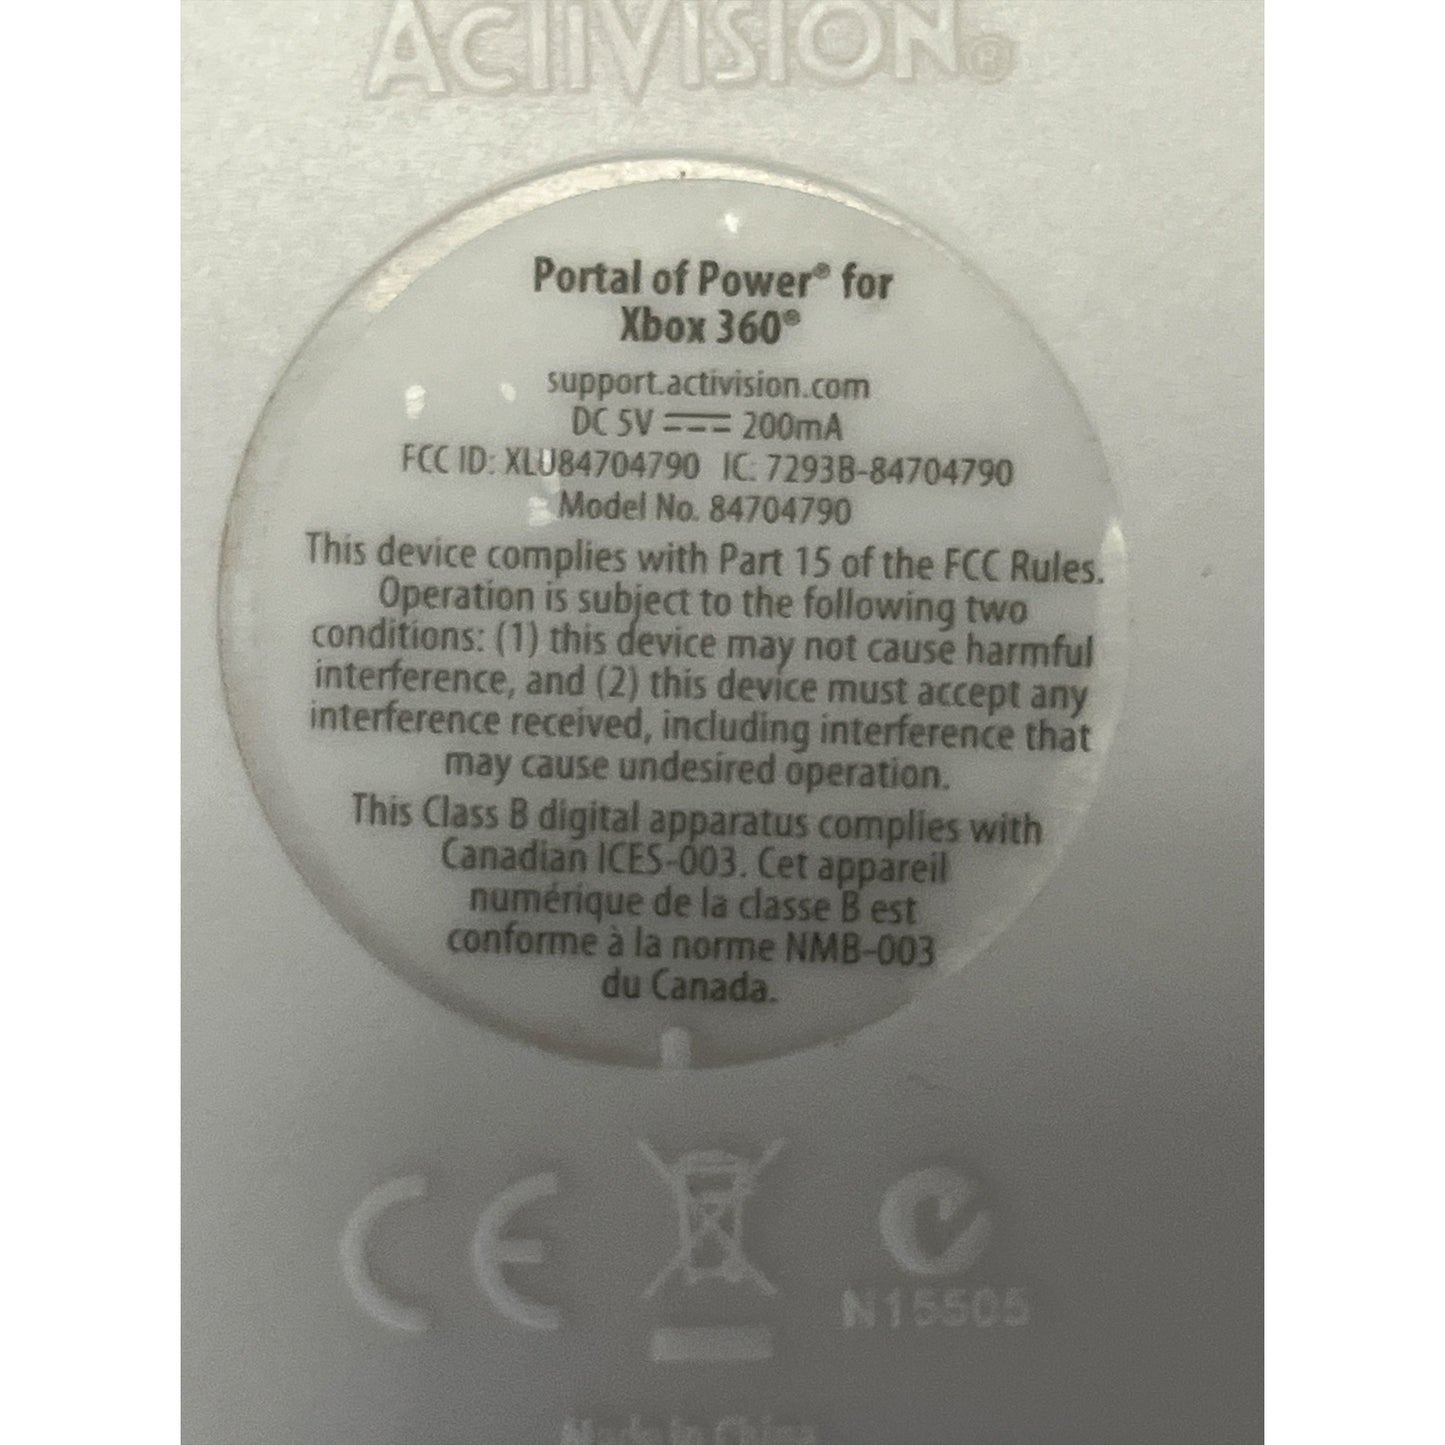 ACTIVISION®
Portal of Power® for
Xbox 360®
support.activision.com
DC 5V ⎓ 200mA
FCC ID: XLU84704790 IC: 7293B-84704790
Model No. 84704790
This device complies with Part 15 of the FCC Rules.
Operation is subject to the following two
conditions: (1) this device may not cause harmful
interference, and (2) this device must accept any
interference received, including interference that
may cause undesired operation.
This Class B digital apparatus complies with
Canadian ICES-003. Cet appareil
numérique de la classe B est
conforme à la norme NMB-003
du Canada.
CE
N15505
Made in China